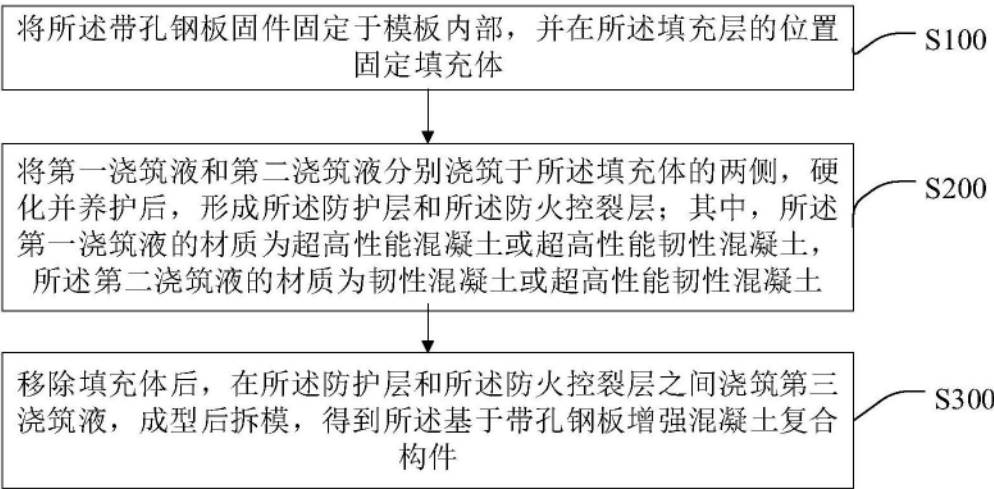 将所述带孔钢板固件固定于模板内部，并在所述填充层的位置
固定填充体
S100
将第一浇筑液和第二浇筑液分别浇筑于所述填充体的两侧，硬
化并养护后，形成所述防护层和所述防火控裂层；其中，所述
第一浇筑液的材质为超高性能混凝土或超高性能韧性混凝土，
所述第二浇筑液的材质为韧性混凝土或超高性能韧性混凝土
S200
移除填充体后，在所述防护层和所述防火控裂层之间浇筑第三
浇筑液，成型后拆模，得到所述基于带孔钢板增强混凝土复合
构件
S300